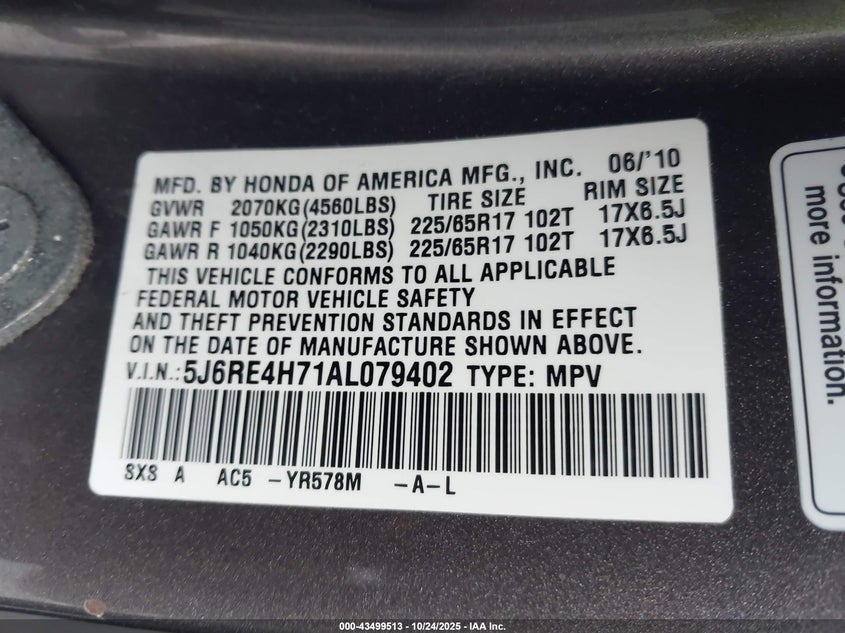 MFD. BY HONDA OF AMERICA MFG., INC. 06/'10
GVWR 2070KG(4560LBS) TIRE SIZE RIM SIZE
GAWR F 1050KG(2310LBS) 225/65R17 102T 17X6.5J
GAWR R 1040KG(2290LBS) 225/65R17 102T 17X6.5J
THIS VEHICLE CONFORMS TO ALL APPLICABLE
FEDERAL MOTOR VEHICLE SAFETY
AND THEFT PREVENTION STANDARDS IN EFFECT
ON THE DATE OF MANUFACTURE SHOWN ABOVE.
V.I.N.: 5J6RE4H71AL079402 TYPE: MPV
SXS A AC5 -YR578M -A-L
more information.
000-43499513 - 10/24/2025 - IAA Inc.